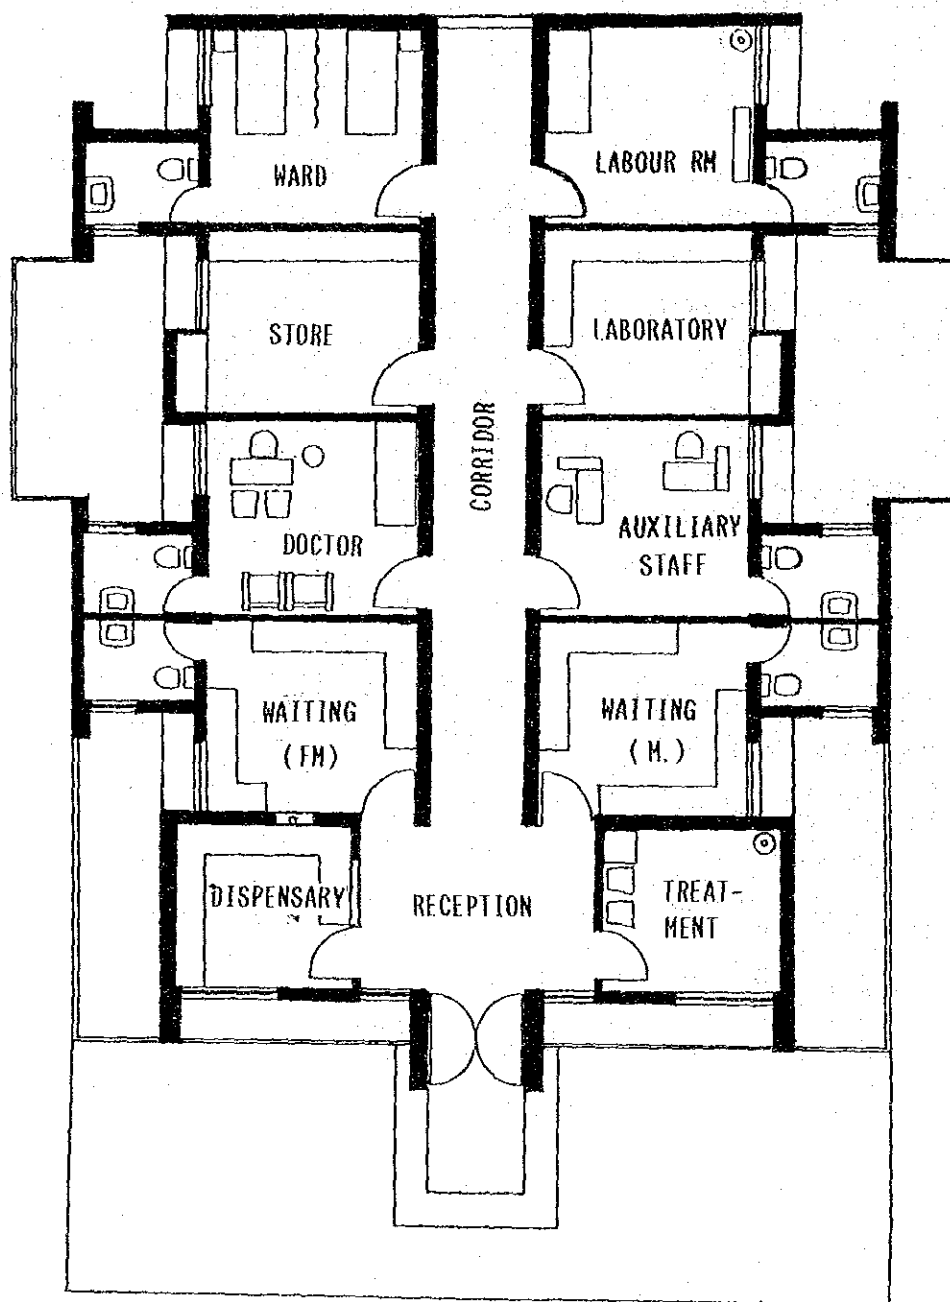 WARD
LABOUR RM
STORE
LABORATORY
CORRIDOR
DOCTOR
AUXILIARY
STAFF
WAITING
(FM)
WAITING
(M.)
DISPENSARY
RECEPTION
TREAT-
MENT